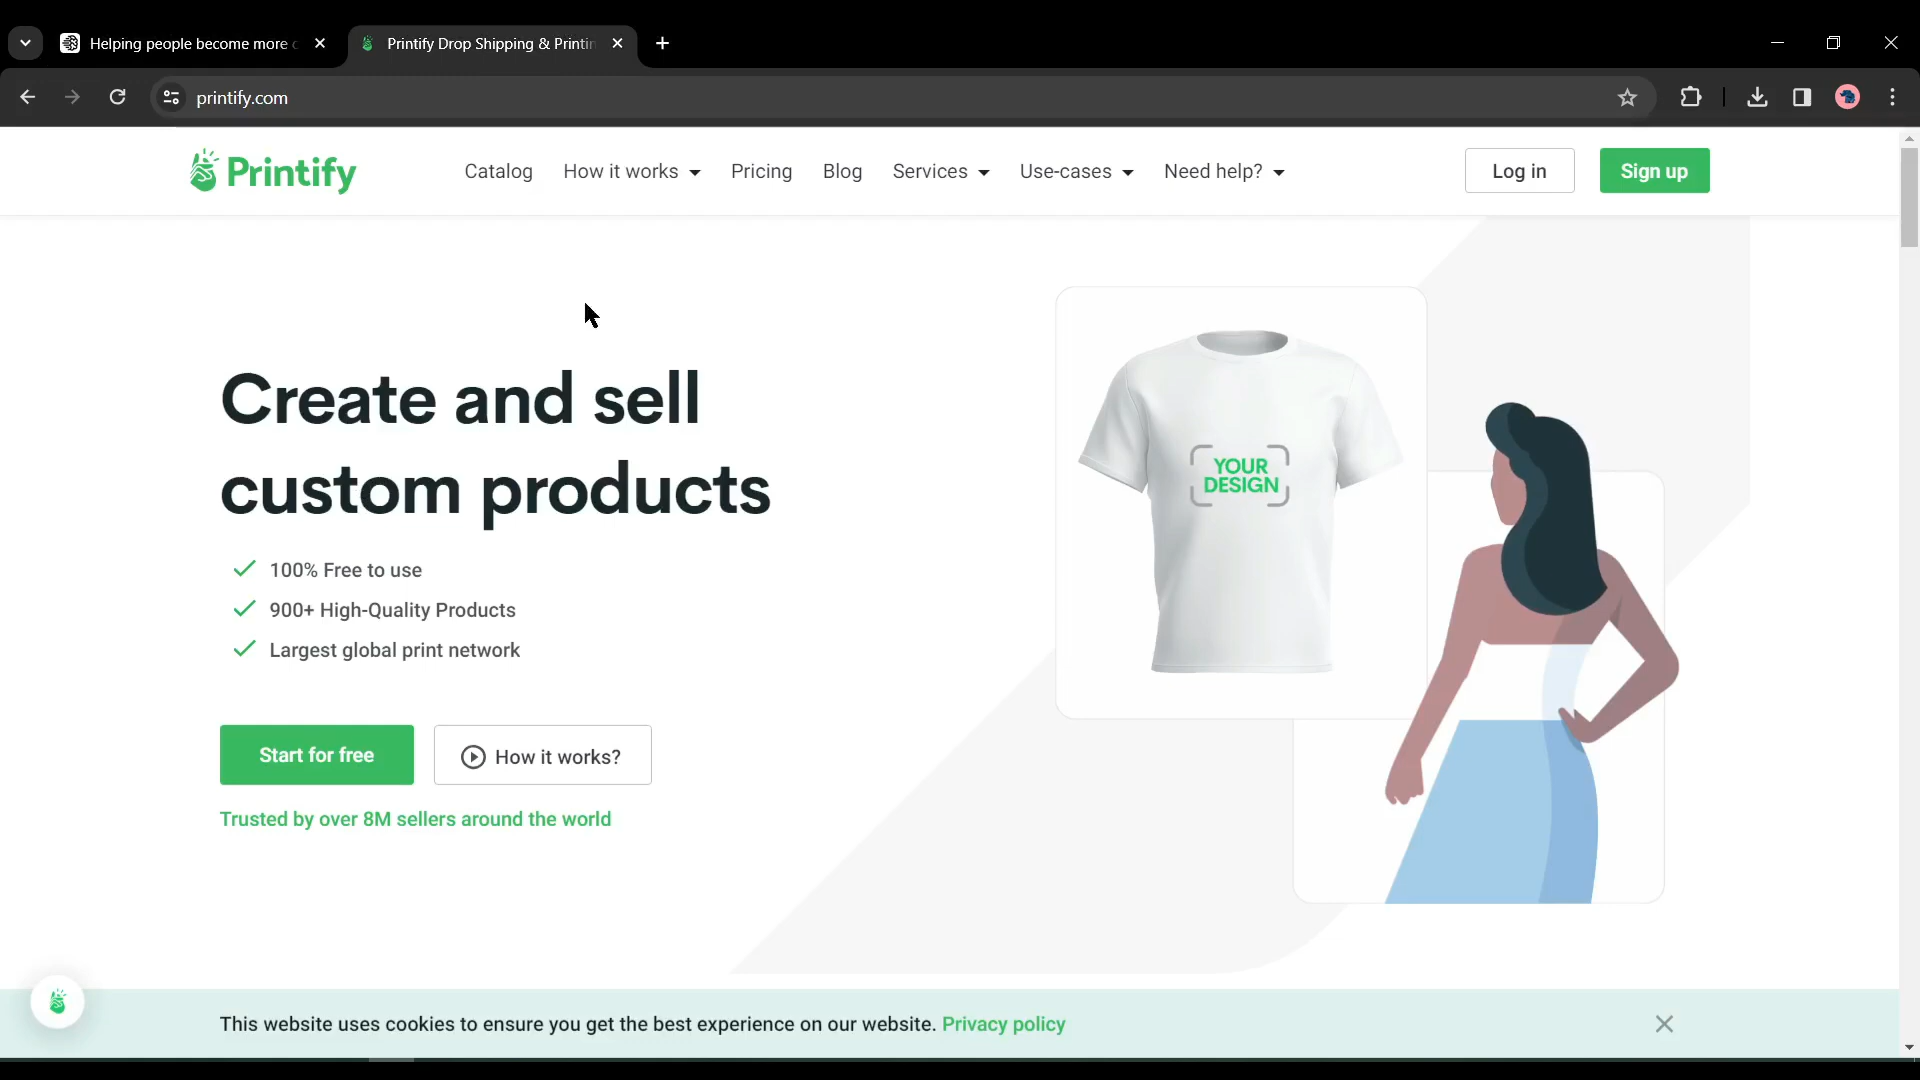 Helping people become more
Printify Drop Shipping & Printin
printify.com
Printify
Catalog
How it works
Pricing
Blog
Services
Use-cases
Need help?
Log in
Sign up
Create and sell
custom products
100% Free to use
900+ High-Quality Products
Largest global print network
YOUR
DESIGN
Start for free
How it works?
Trusted by over 8M sellers around the world
This website uses cookies to ensure you get the best experience on our website. Privacy policy